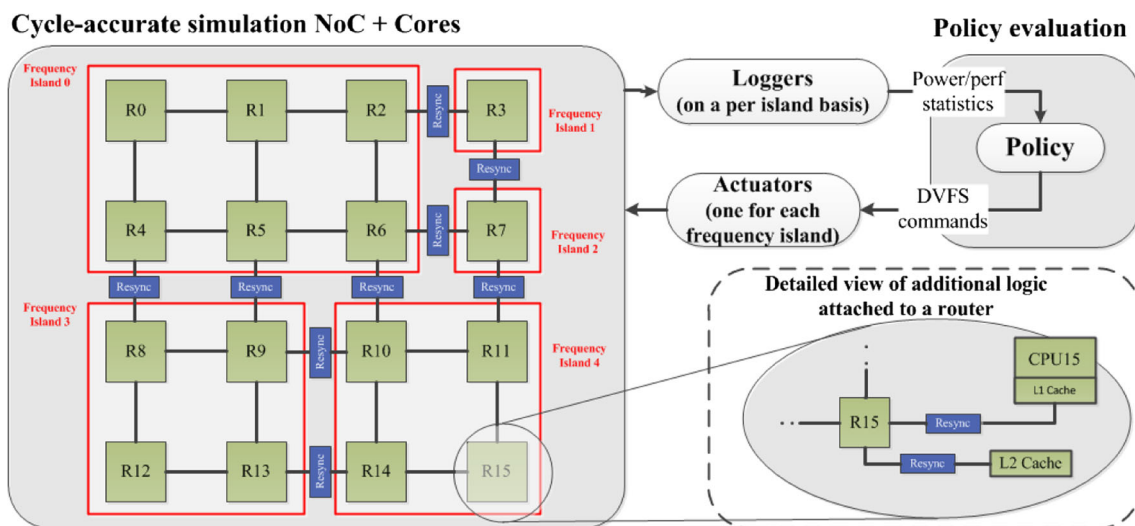 Cycle-accurate simulation NoC + Cores
Policy evaluation
Frequency
Island 0
R0
R1
R2
Resync
R3
Frequency
Island 1
Resync
R4
R5
R6
Resync
R7
Frequency
Island 2
Resync
Resync
Resync
Resync
Frequency
Island 3
R8
R9
Resync
R10
R11
Frequency
Island 4
R12
R13
Resync
R14
R15
Loggers
(on a per island basis)
Power/perf
statistics
Policy
DVFS
commands
Actuators
(one for each
frequency island)
Detailed view of additional logic
attached to a router
CPU15
L1 Cache
R15
Resync
Resync
L2 Cache